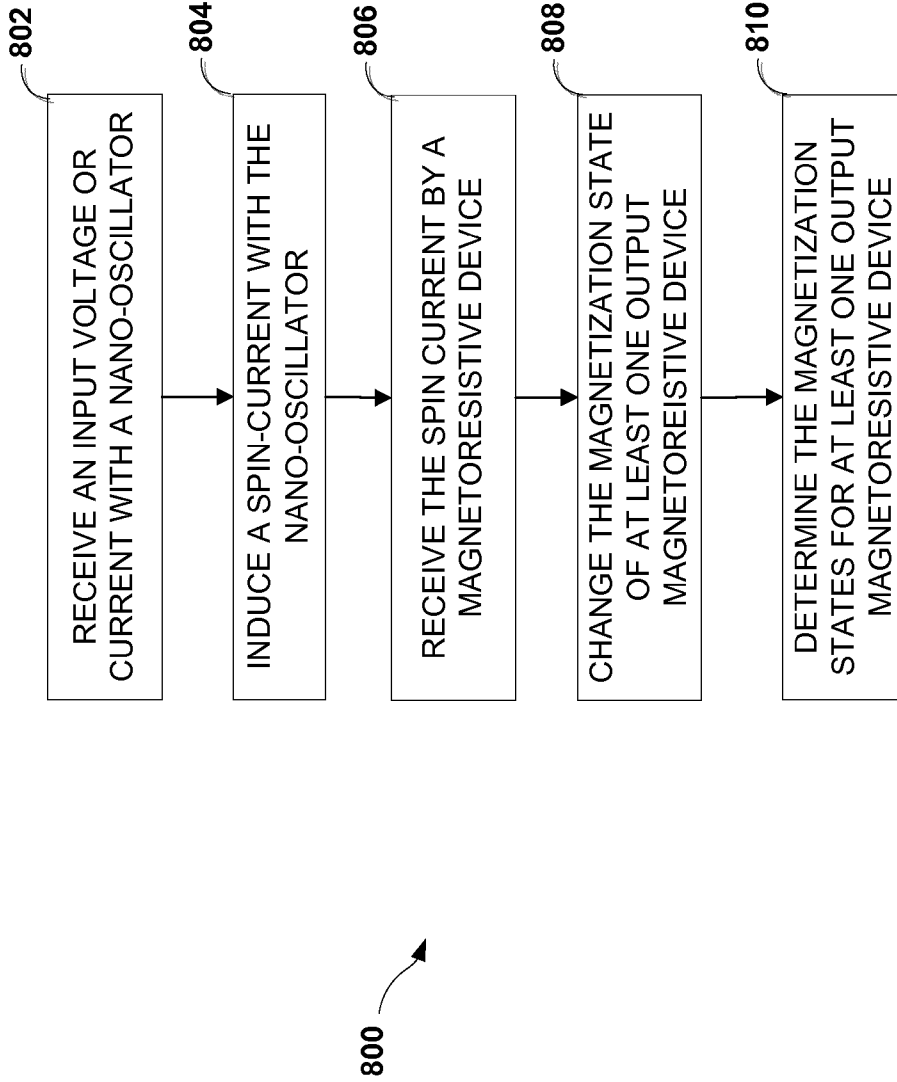 800
802
RECEIVE AN INPUT VOLTAGE OR
CURRENT WITH A NANO-OSCILLATOR
804
INDUCE A SPIN-CURRENT WITH THE
NANO-OSCILLATOR
806
RECEIVE THE SPIN CURRENT BY A
MAGNETORESISTIVE DEVICE
808
CHANGE THE MAGNETIZATION STATE
OF AT LEAST ONE OUTPUT
MAGNETOREISTIVE DEVICE
810
DETERMINE THE MAGNETIZATION
STATES FOR AT LEAST ONE OUTPUT
MAGNETORESISTIVE DEVICE